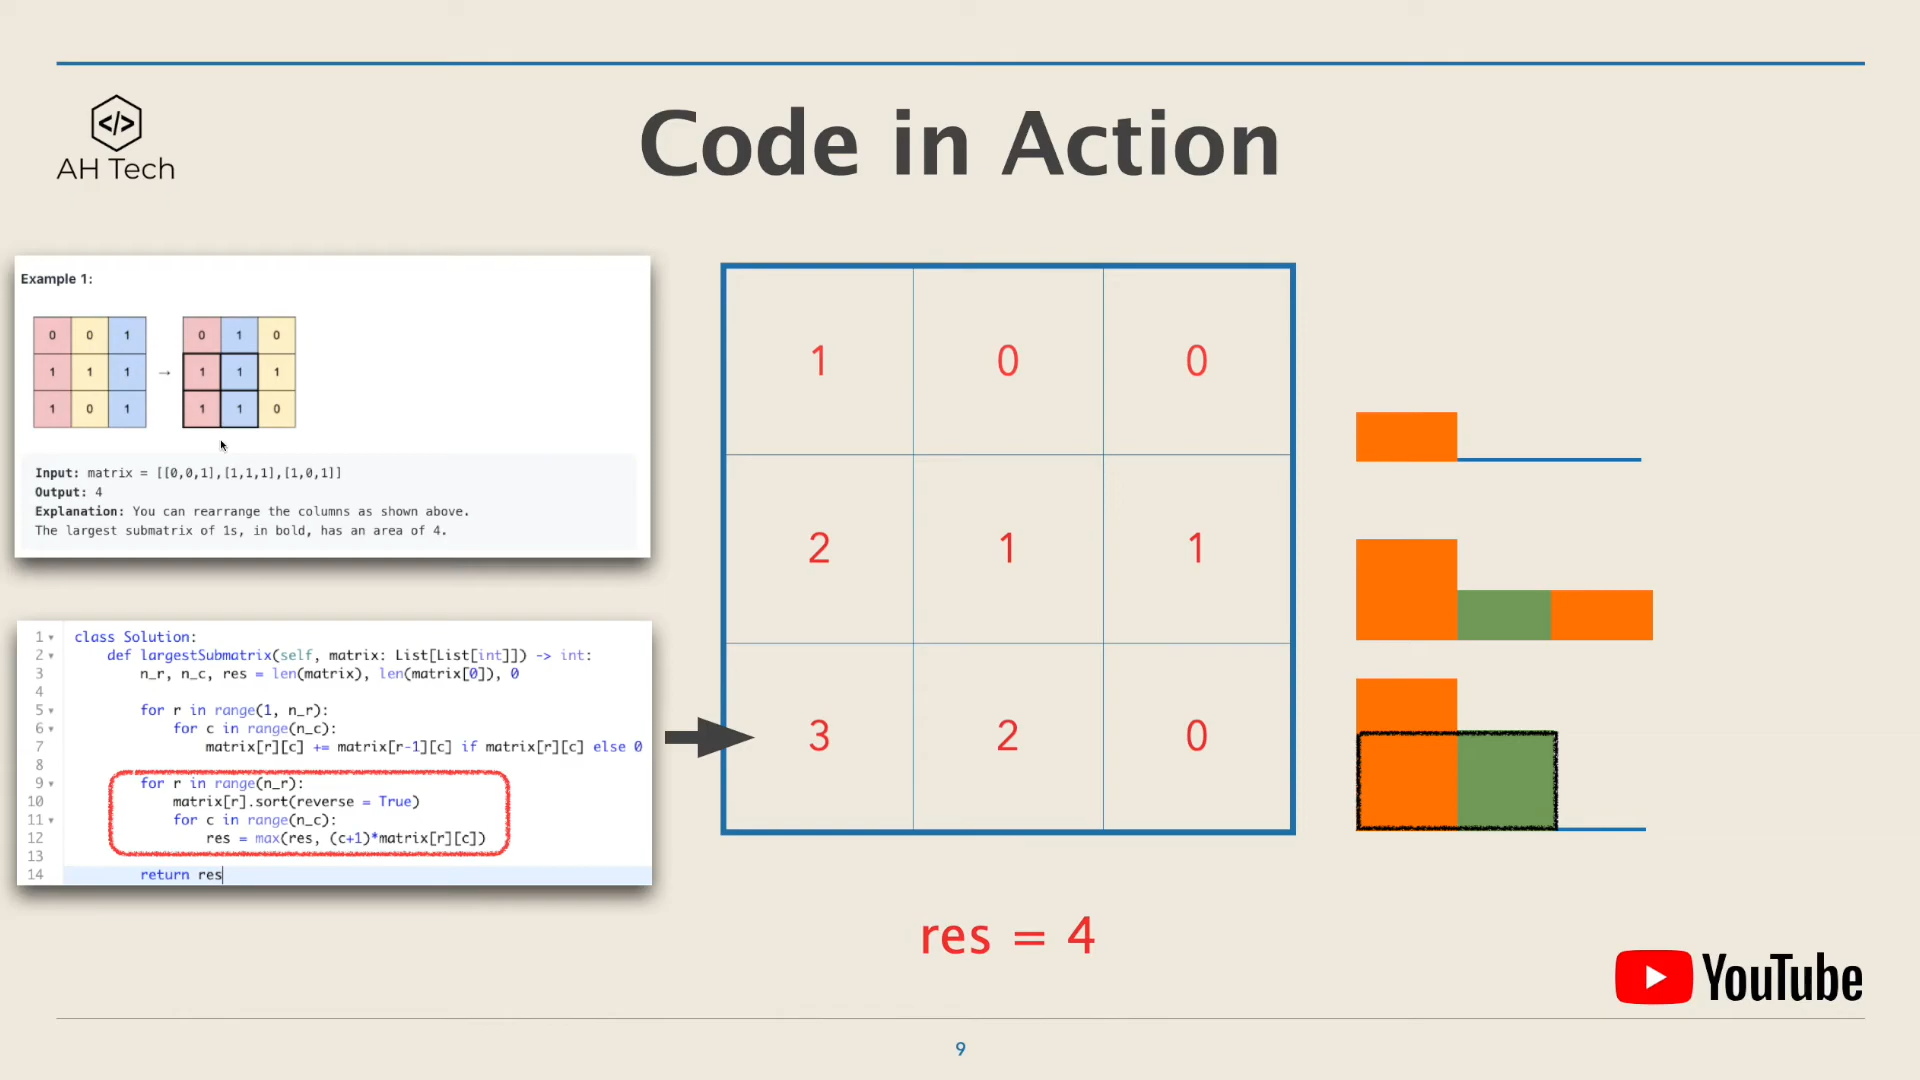 </>
AH Tech
Code in Action
Example 1:
0 0 1 0 1 0
1 1 1 → 1 1 1
1 0 1 1 1 0
Input: matrix = [[0,0,1],[1,1,1],[1,0,1]]
Output: 4
Explanation: You can rearrange the columns as shown above.
The largest submatrix of 1s, in bold, has an area of 4.
1 class Solution:
2     def largestSubmatrix(self, matrix: List[List[int]]) -> int:
3         n_r, n_c, res = len(matrix), len(matrix[0]), 0
4
5         for r in range(1, n_r):
6             for c in range(n_c):
7                 matrix[r][c] += matrix[r-1][c] if matrix[r][c] else 0
8
9         for r in range(n_r):
10             matrix[r].sort(reverse = True)
11             for c in range(n_c):
12                 res = max(res, (c+1)*matrix[r][c])
13
14         return res
1 0 0
2 1 1
3 2 0
res = 4
YouTube
9